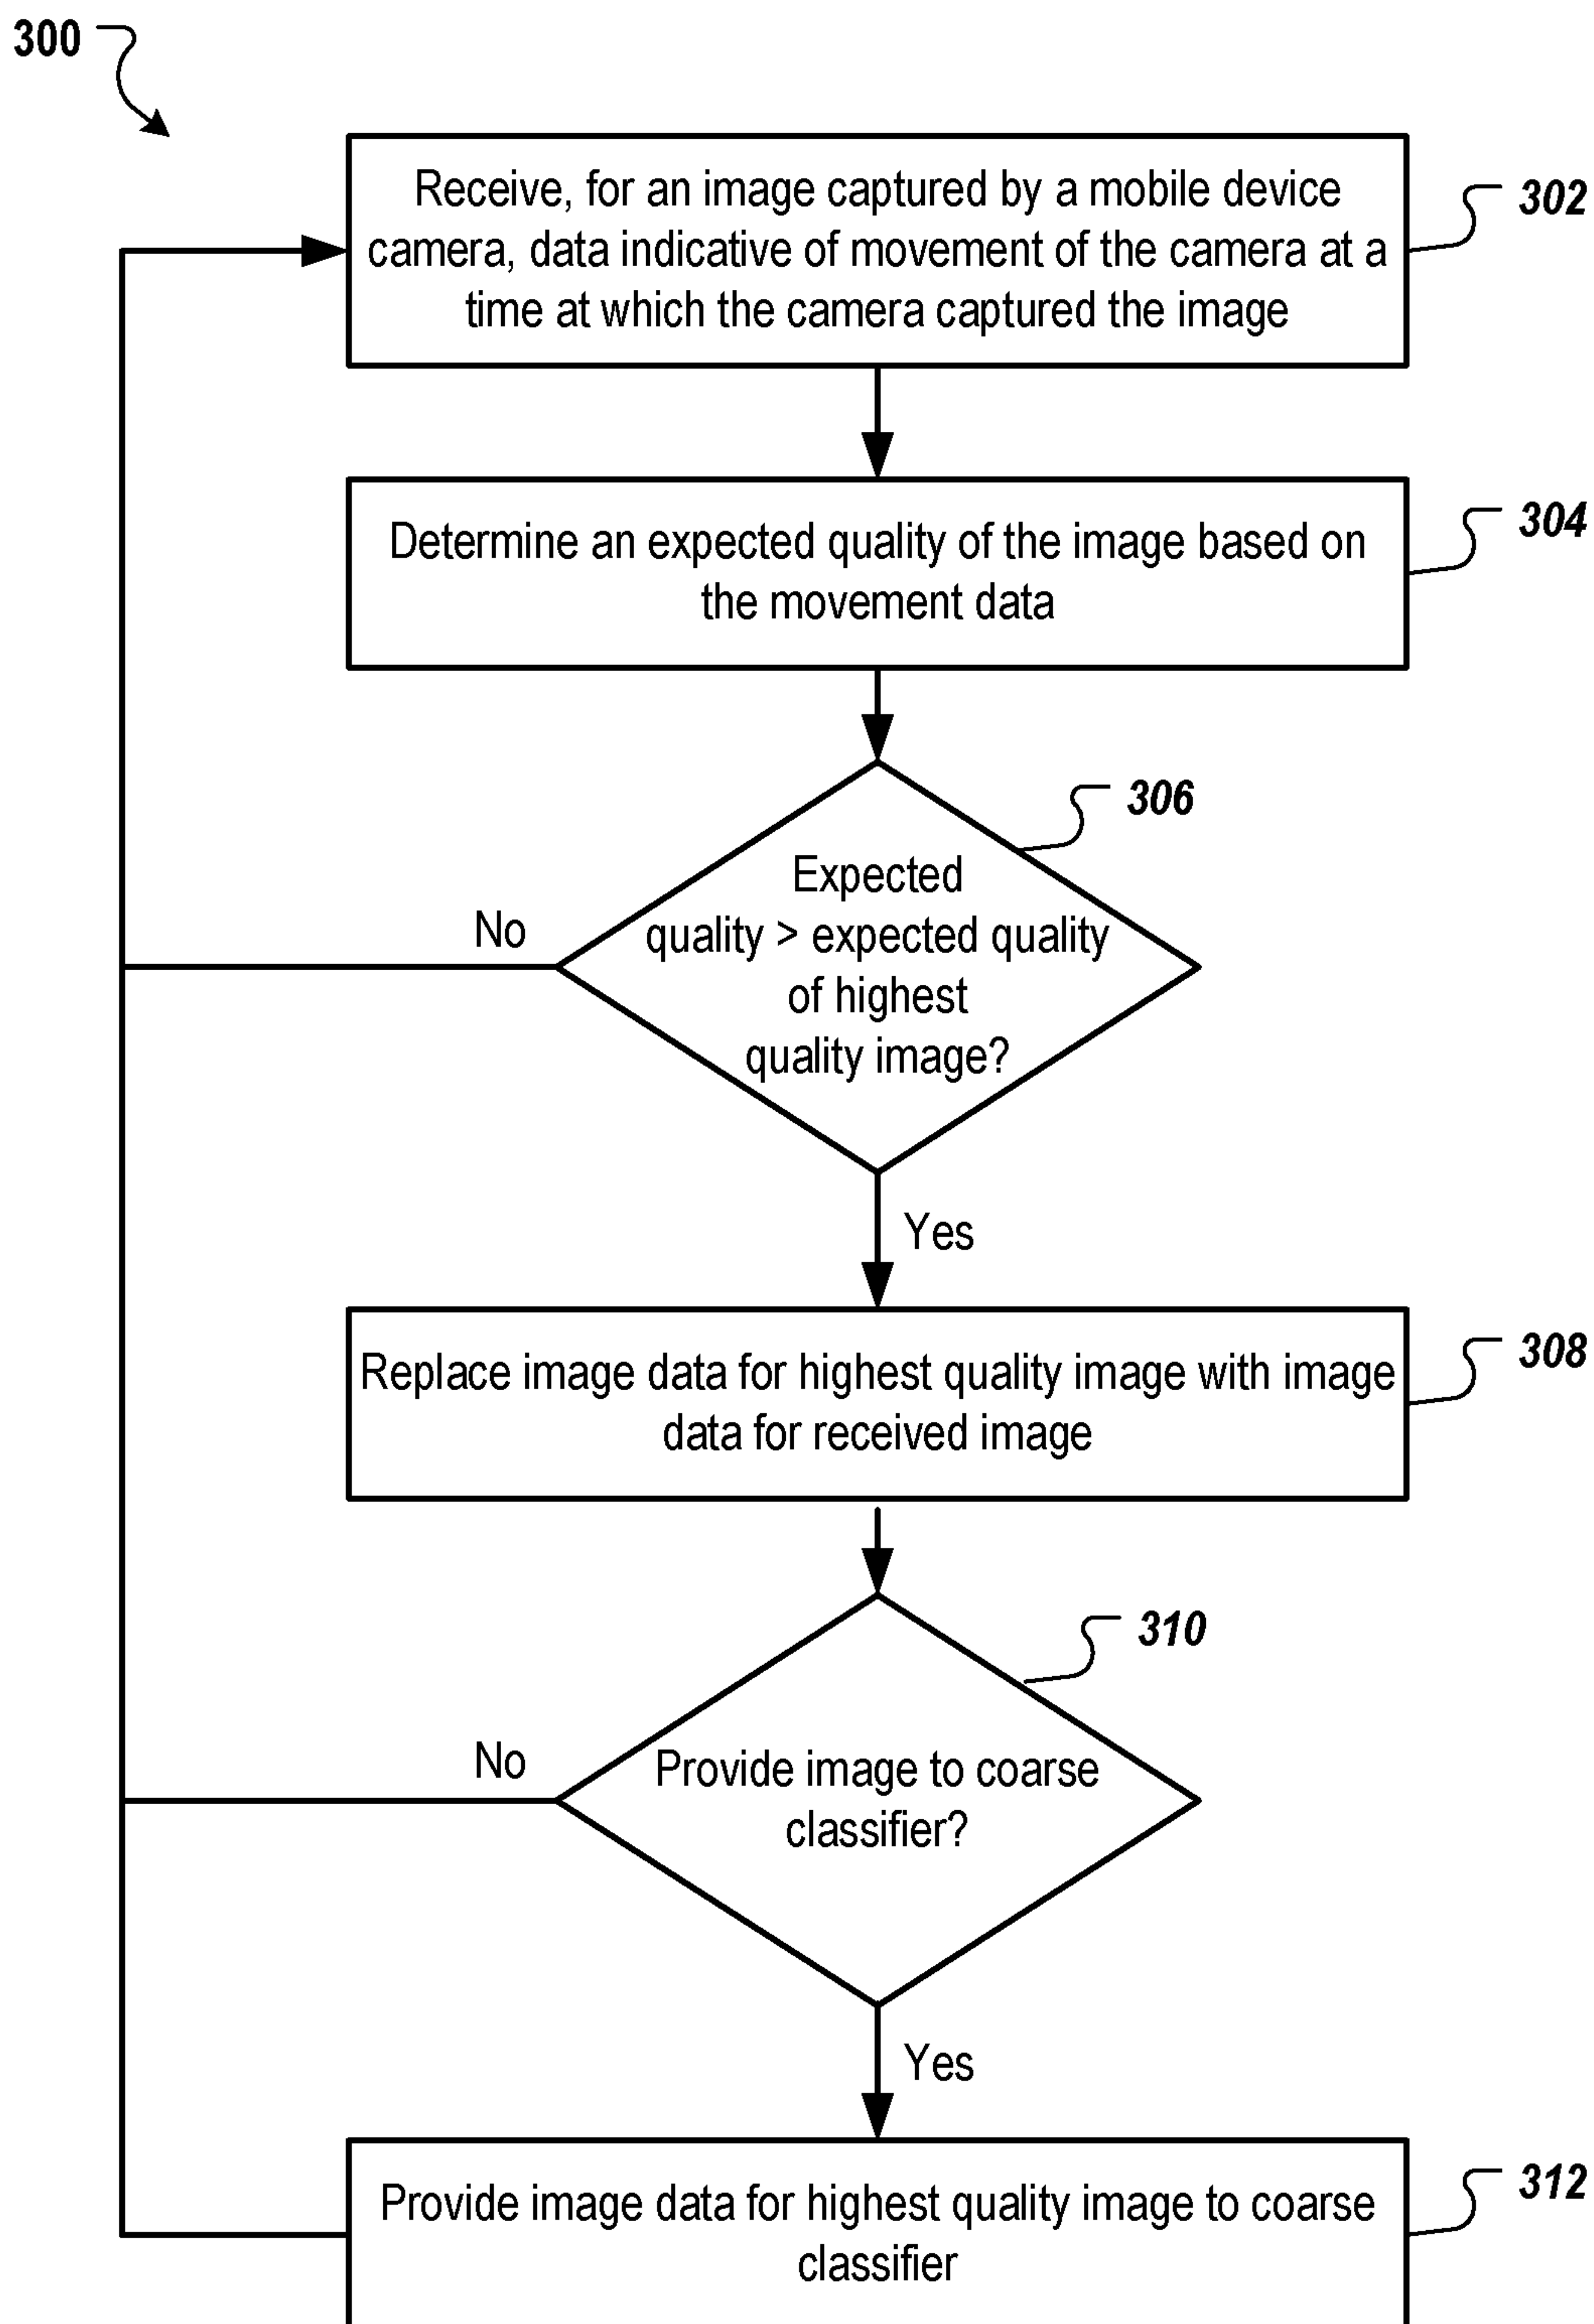 300
Receive, for an image captured by a mobile device
camera, data indicative of movement of the camera at a
time at which the camera captured the image
302
Determine an expected quality of the image based on
the movement data
304
306
Expected
quality > expected quality
of highest
quality image?
No
Yes
Replace image data for highest quality image with image
data for received image
308
310
Provide image to coarse
classifier?
No
Yes
Provide image data for highest quality image to coarse
classifier
312